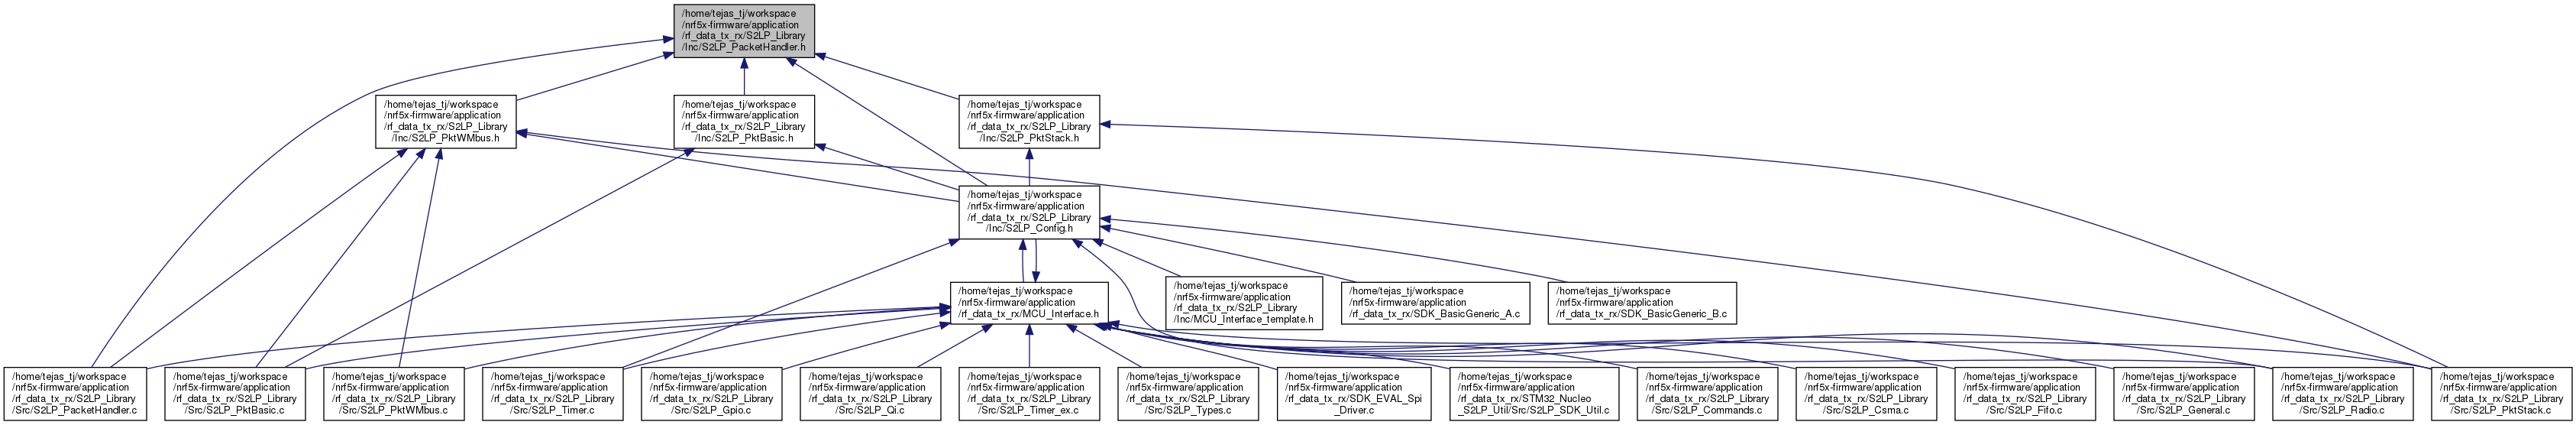 /home/tejas_tj/workspace
/nrf5x-firmware/application
/rf_data_tx_rx/S2LP_Library
/Inc/S2LP_PacketHandler.h
/home/tejas_tj/workspace
/nrf5x-firmware/application
/rf_data_tx_rx/S2LP_Library
/Inc/S2LP_PktWMbus.h
/home/tejas_tj/workspace
/nrf5x-firmware/application
/rf_data_tx_rx/S2LP_Library
/Inc/S2LP_PktBasic.h
/home/tejas_tj/workspace
/nrf5x-firmware/application
/rf_data_tx_rx/S2LP_Library
/Inc/S2LP_PktStack.h
/home/tejas_tj/workspace
/nrf5x-firmware/application
/rf_data_tx_rx/S2LP_Library
/Inc/S2LP_Config.h
/home/tejas_tj/workspace
/nrf5x-firmware/application
/rf_data_tx_rx/MCU_Interface.h
/home/tejas_tj/workspace
/nrf5x-firmware/application
/rf_data_tx_rx/S2LP_Library
/Inc/MCU_Interface_template.h
/home/tejas_tj/workspace
/nrf5x-firmware/application
/rf_data_tx_rx/SDK_BasicGeneric_A.c
/home/tejas_tj/workspace
/nrf5x-firmware/application
/rf_data_tx_rx/SDK_BasicGeneric_B.c
/home/tejas_tj/workspace
/nrf5x-firmware/application
/rf_data_tx_rx/S2LP_Library
/Src/S2LP_PacketHandler.c
/home/tejas_tj/workspace
/nrf5x-firmware/application
/rf_data_tx_rx/S2LP_Library
/Src/S2LP_PktBasic.c
/home/tejas_tj/workspace
/nrf5x-firmware/application
/rf_data_tx_rx/S2LP_Library
/Src/S2LP_PktWMbus.c
/home/tejas_tj/workspace
/nrf5x-firmware/application
/rf_data_tx_rx/S2LP_Library
/Src/S2LP_Timer.c
/home/tejas_tj/workspace
/nrf5x-firmware/application
/rf_data_tx_rx/S2LP_Library
/Src/S2LP_Gpio.c
/home/tejas_tj/workspace
/nrf5x-firmware/application
/rf_data_tx_rx/S2LP_Library
/Src/S2LP_Qi.c
/home/tejas_tj/workspace
/nrf5x-firmware/application
/rf_data_tx_rx/S2LP_Library
/Src/S2LP_Timer_ex.c
/home/tejas_tj/workspace
/nrf5x-firmware/application
/rf_data_tx_rx/S2LP_Library
/Src/S2LP_Types.c
/home/tejas_tj/workspace
/nrf5x-firmware/application
/rf_data_tx_rx/SDK_EVAL_Spi
_Driver.c
/home/tejas_tj/workspace
/nrf5x-firmware/application
/rf_data_tx_rx/STM32_Nucleo
_S2LP_Util/Src/S2LP_SDK_Util.c
/home/tejas_tj/workspace
/nrf5x-firmware/application
/rf_data_tx_rx/S2LP_Library
/Src/S2LP_Commands.c
/home/tejas_tj/workspace
/nrf5x-firmware/application
/rf_data_tx_rx/S2LP_Library
/Src/S2LP_Csma.c
/home/tejas_tj/workspace
/nrf5x-firmware/application
/rf_data_tx_rx/S2LP_Library
/Src/S2LP_Fifo.c
/home/tejas_tj/workspace
/nrf5x-firmware/application
/rf_data_tx_rx/S2LP_Library
/Src/S2LP_General.c
/home/tejas_tj/workspace
/nrf5x-firmware/application
/rf_data_tx_rx/S2LP_Library
/Src/S2LP_Radio.c
/home/tejas_tj/workspace
/nrf5x-firmware/application
/rf_data_tx_rx/S2LP_Library
/Src/S2LP_PktStack.c